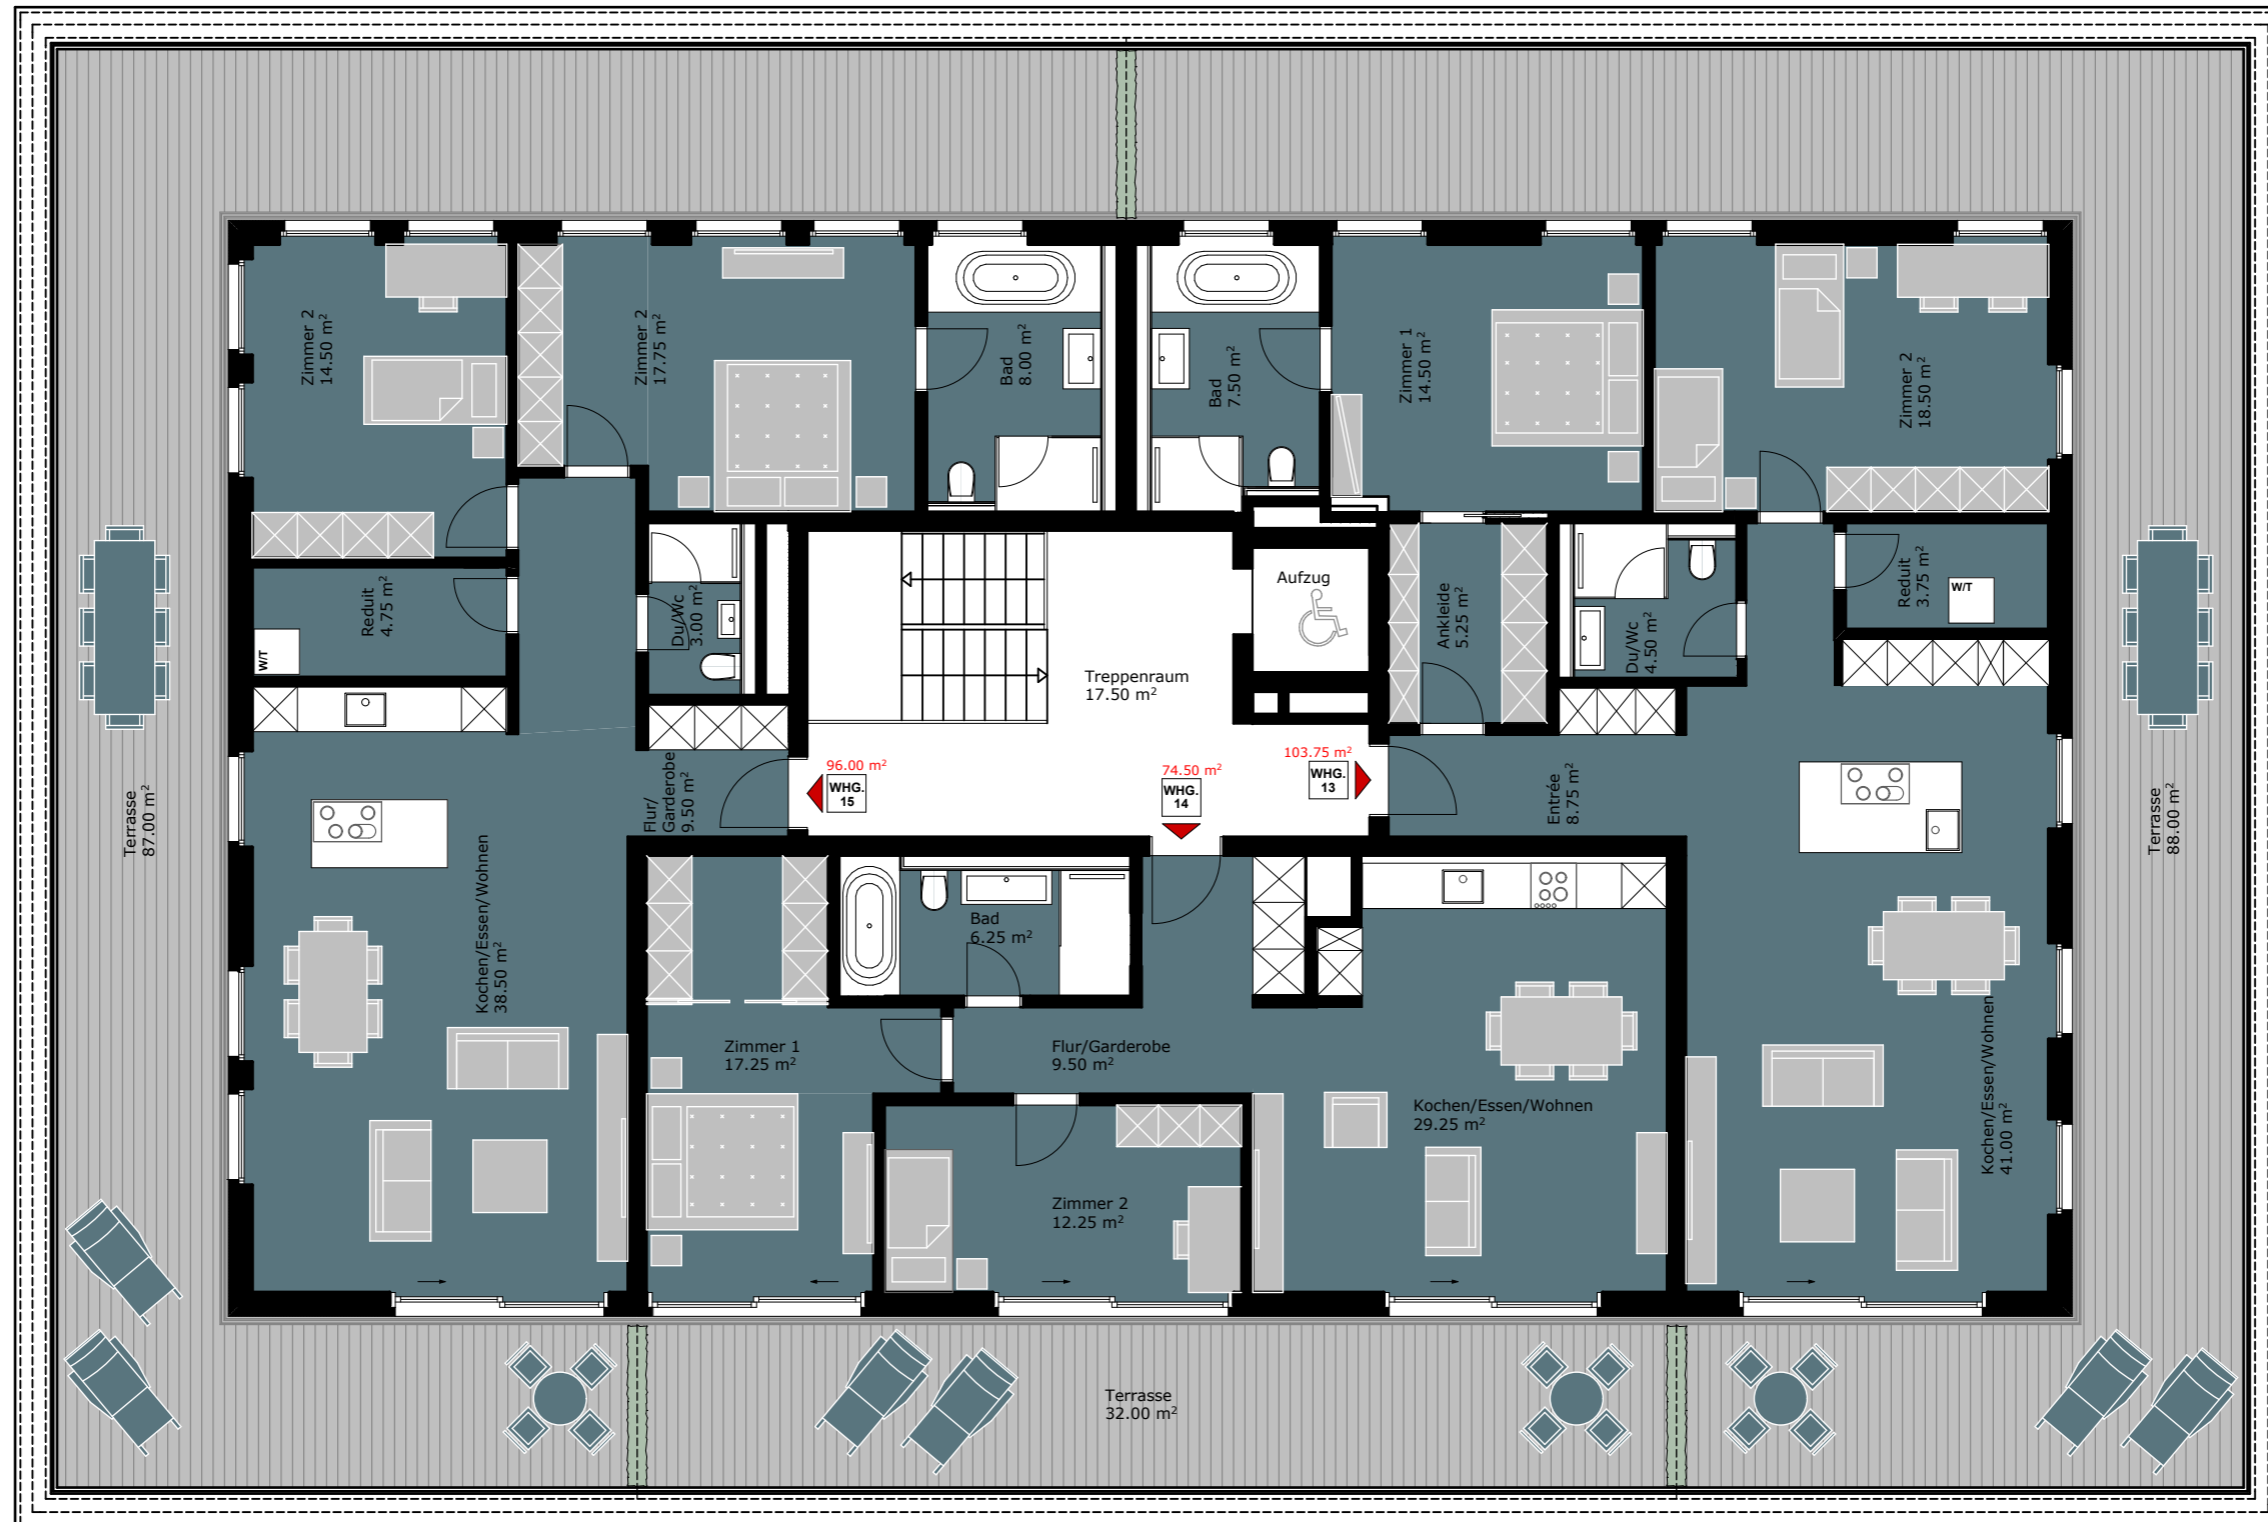 Zimmer 2
14.50 m²
Zimmer 2
17.75 m²
Bad
8.00 m²
Bad
7.50 m²
Zimmer 1
14.50 m²
Zimmer 2
18.50 m²
Reduit
4.75 m²
W/T
Du/Wc
3.00 m²
Aufzug
Treppenraum
17.50 m²
Ankleide
5.25 m²
Du/Wc
4.50 m²
Reduit
3.75 m²
W/T
Terrasse
87.00 m²
Flur/
Garderobe
9.50 m²
96.00 m²
WHG.
15
74.50 m²
WHG.
14
103.75 m²
WHG.
13
Entrée
8.75 m²
Terrasse
88.00 m²
Kochen/Essen/Wohnen
38.50 m²
Bad
6.25 m²
Zimmer 1
17.25 m²
Flur/Garderobe
9.50 m²
Kochen/Essen/Wohnen
29.25 m²
Kochen/Essen/Wohnen
41.00 m²
Zimmer 2
12.25 m²
Terrasse
32.00 m²